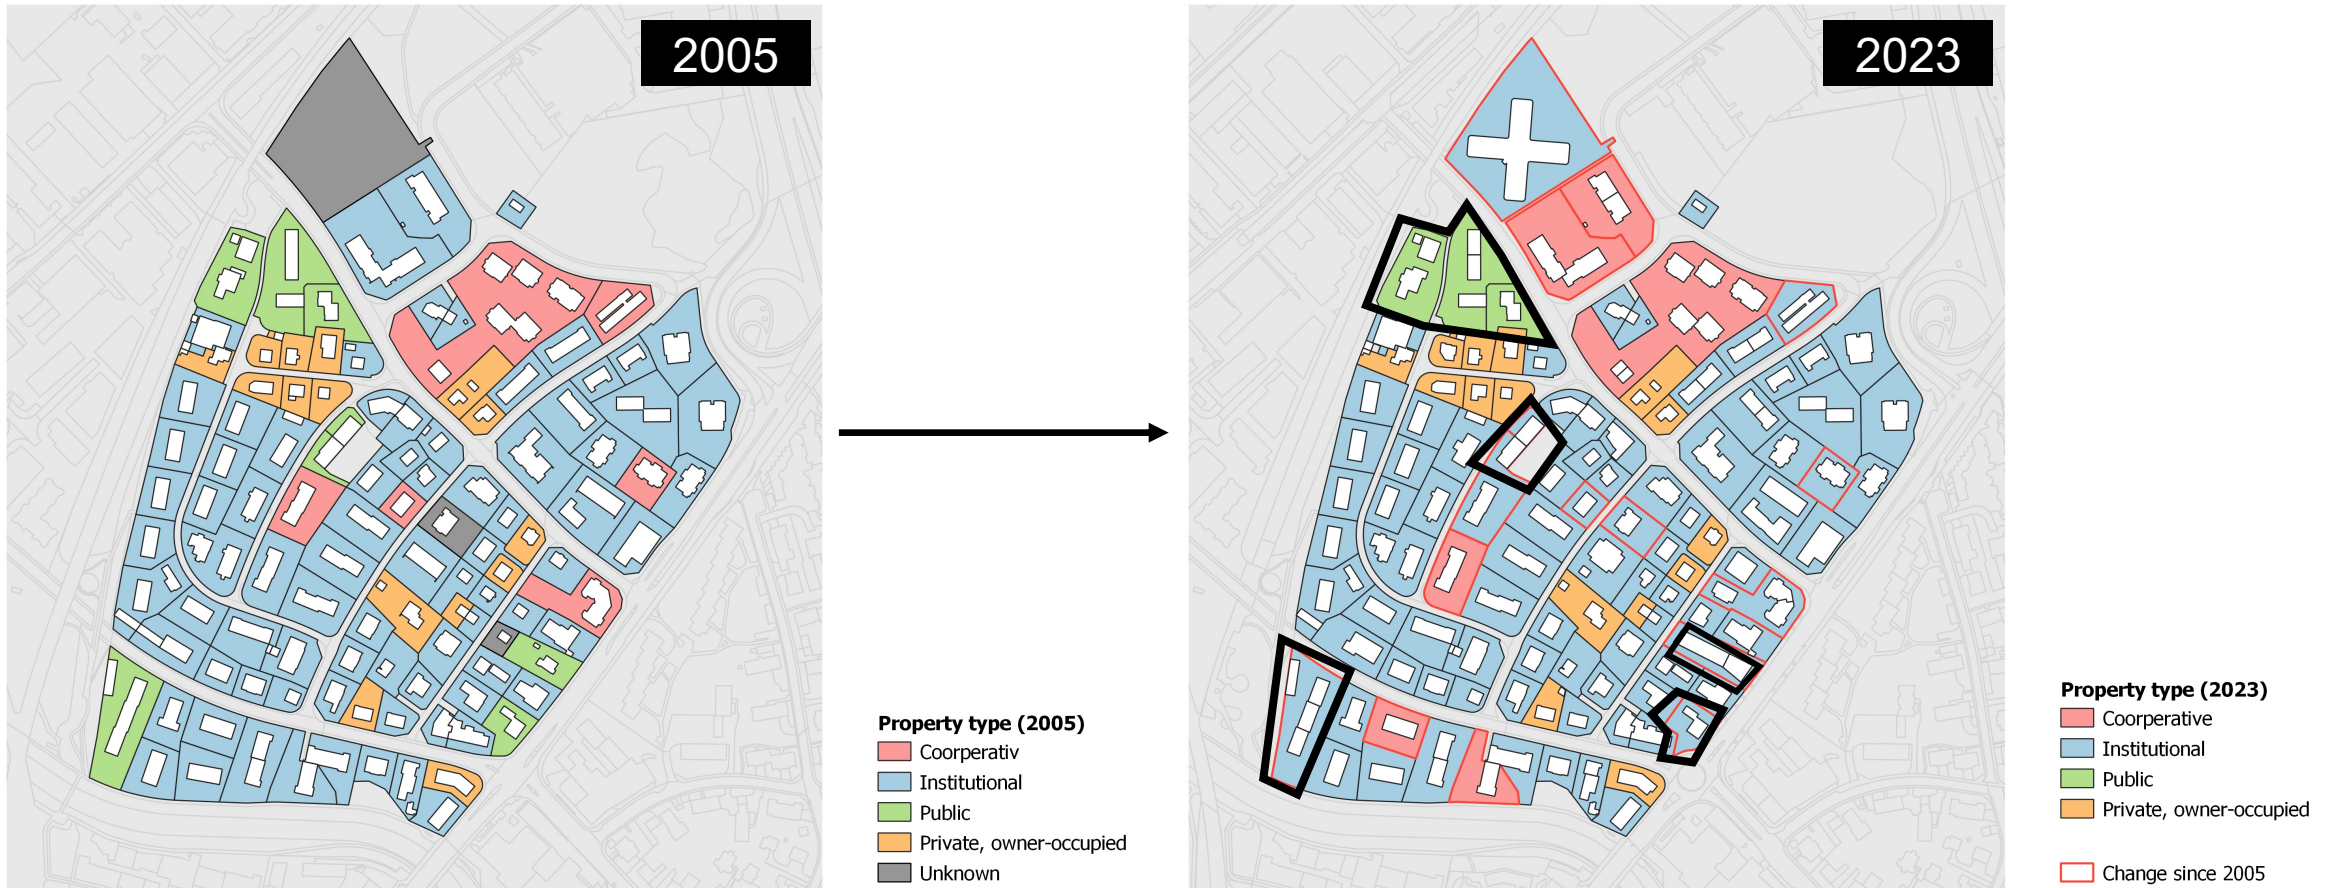 2005
2023
Property type (2005)
Coorperativ
Institutional
Public
Private, owner-occupied
Unknown
Property type (2023)
Coorperative
Institutional
Public
Private, owner-occupied
Change since 2005